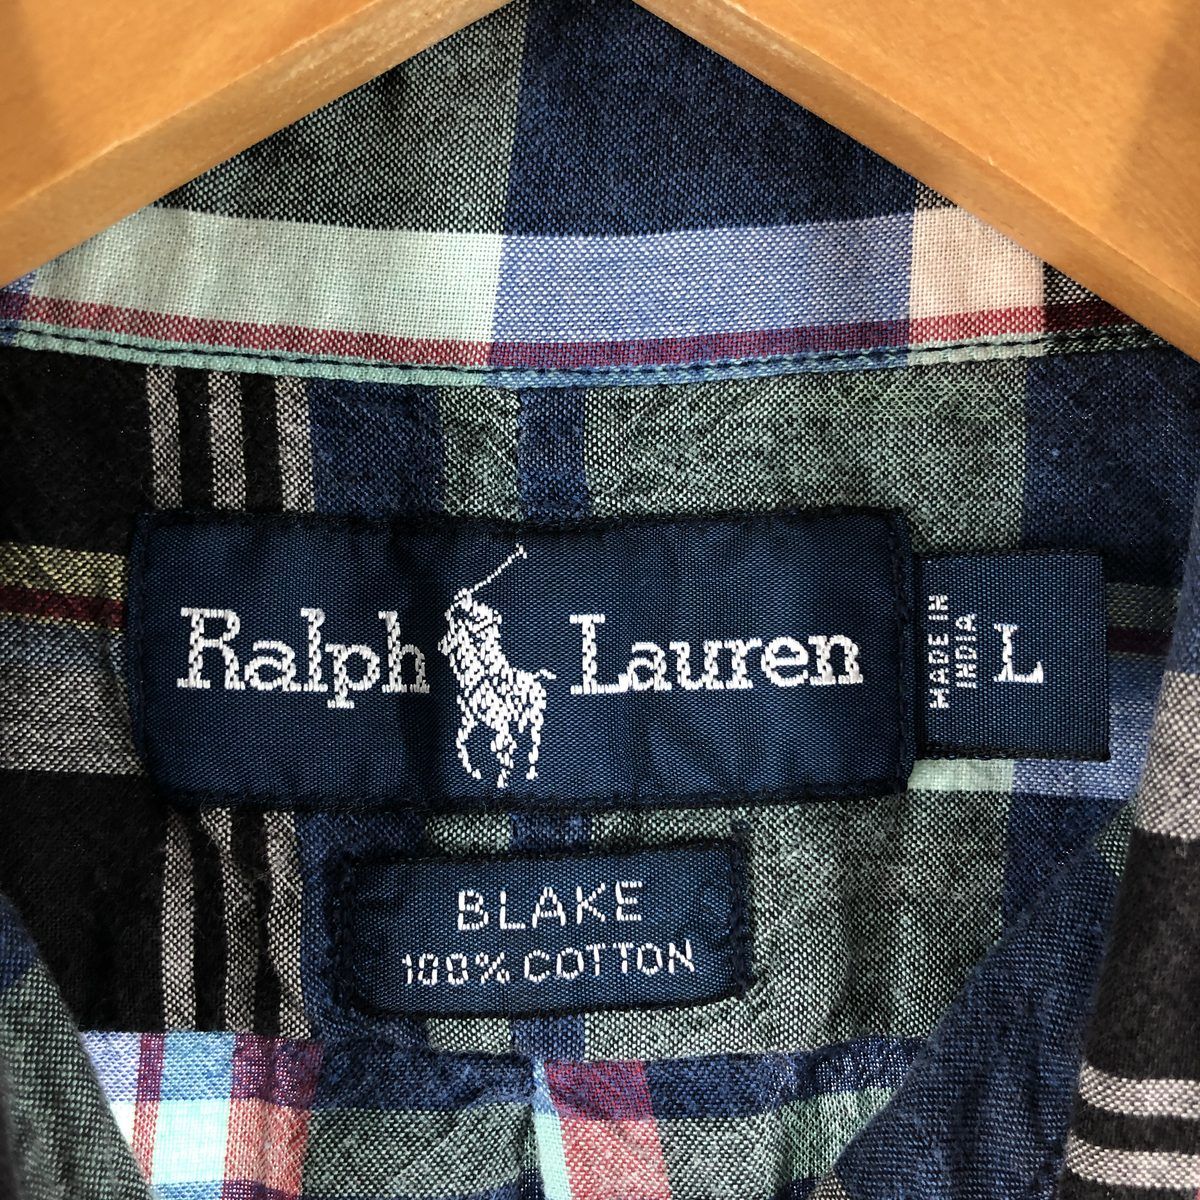 Ralph Lauren
MADE IN
INDIA
L
BLAKE
100% COTTON